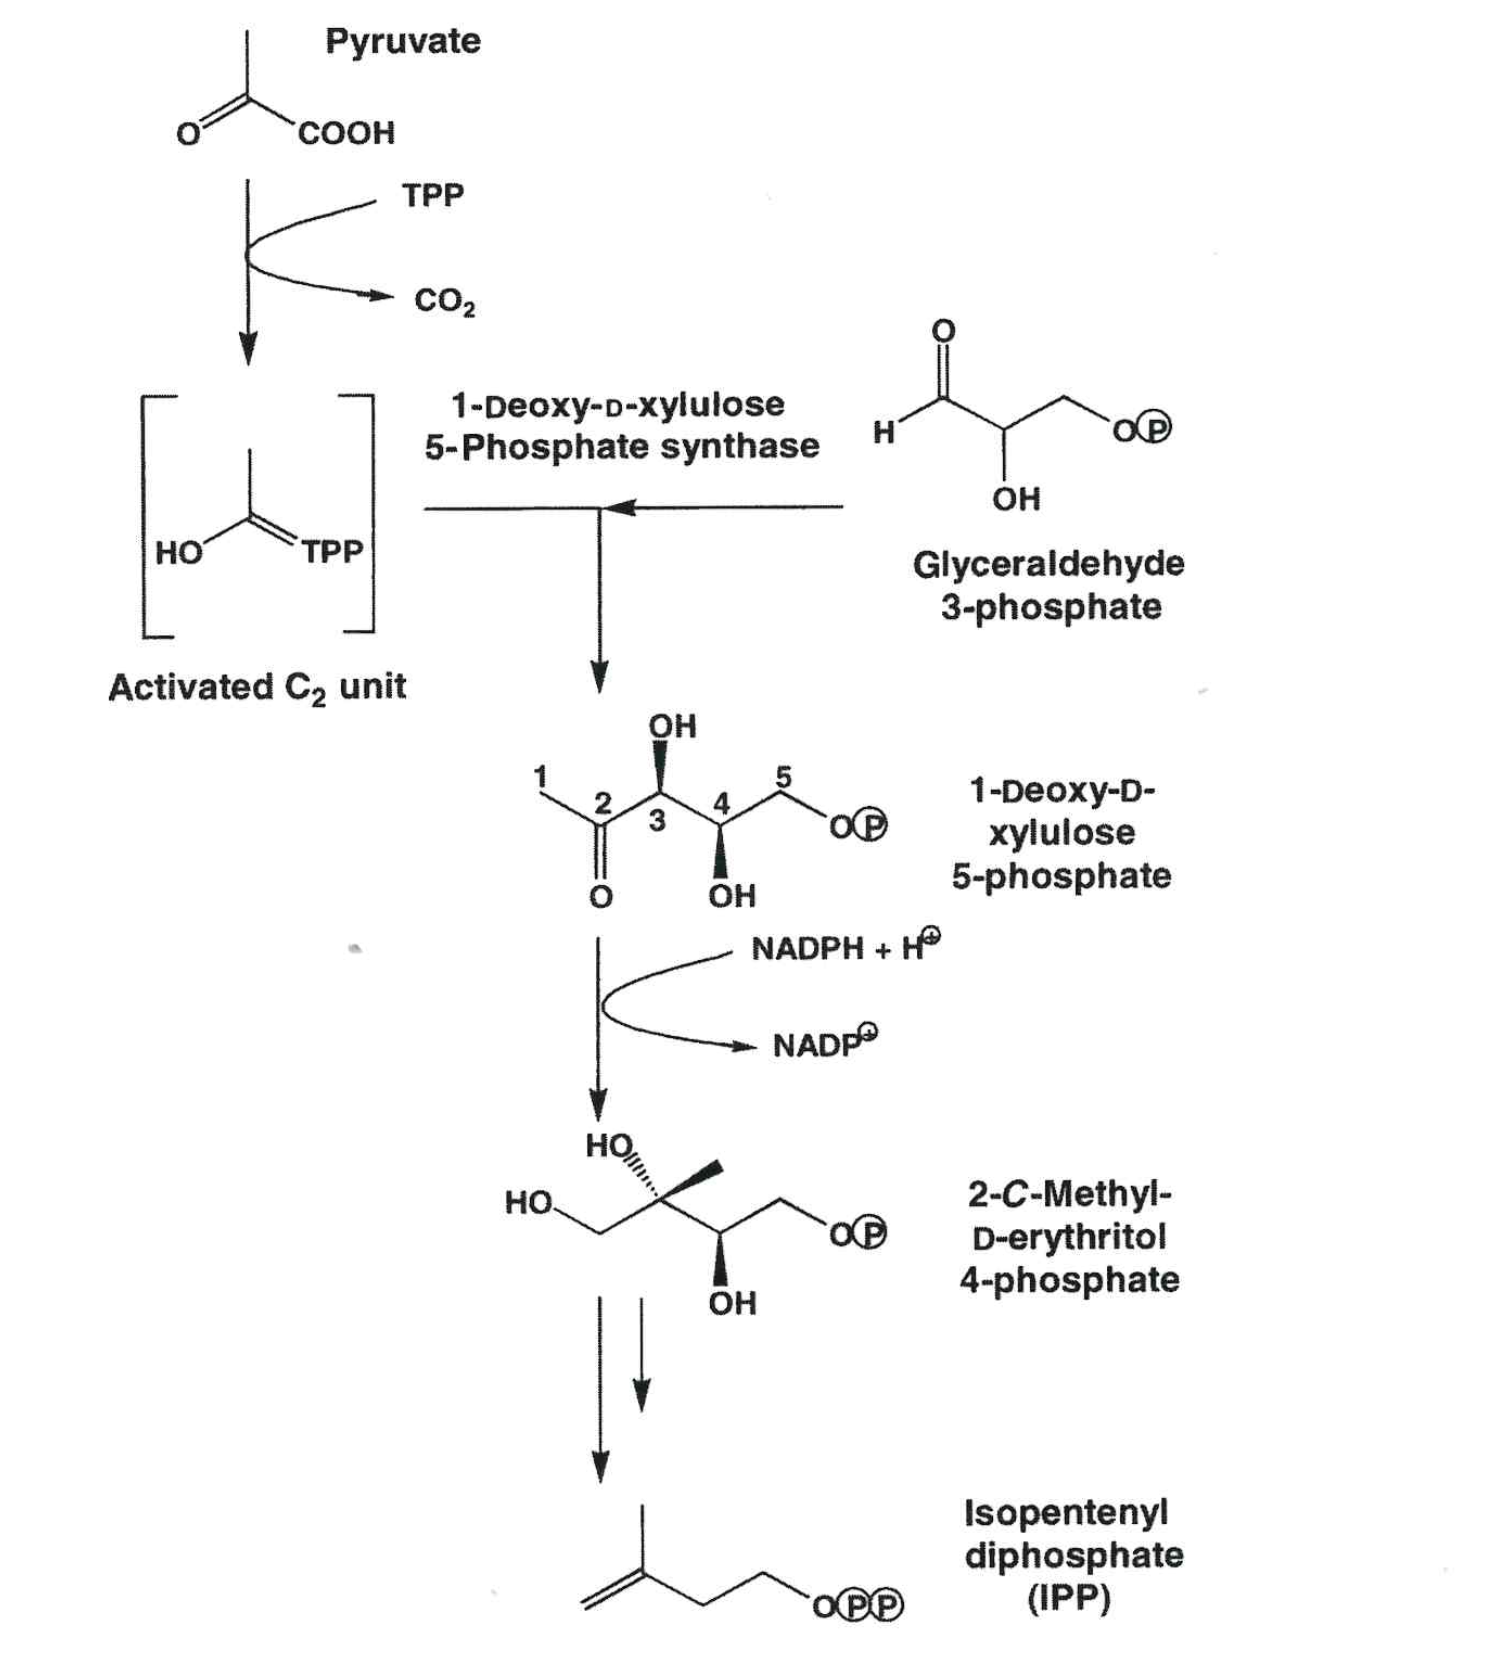 Pyruvate
O
COOH
TPP
CO2
O
H
OⓅ
OH
Glyceraldehyde
3-phosphate
1-Deoxy-D-xylulose
5-Phosphate synthase
HO
TPP
Activated C2 unit
OH
1
2
3
4
5
OⓅ
O
OH
1-Deoxy-D-
xylulose
5-phosphate
NADPH + H⊕
NADP⊕
HO
HO
OⓅ
OH
2-C-Methyl-
D-erythritol
4-phosphate
OⓅⓅ
Isopentenyl
diphosphate
(IPP)